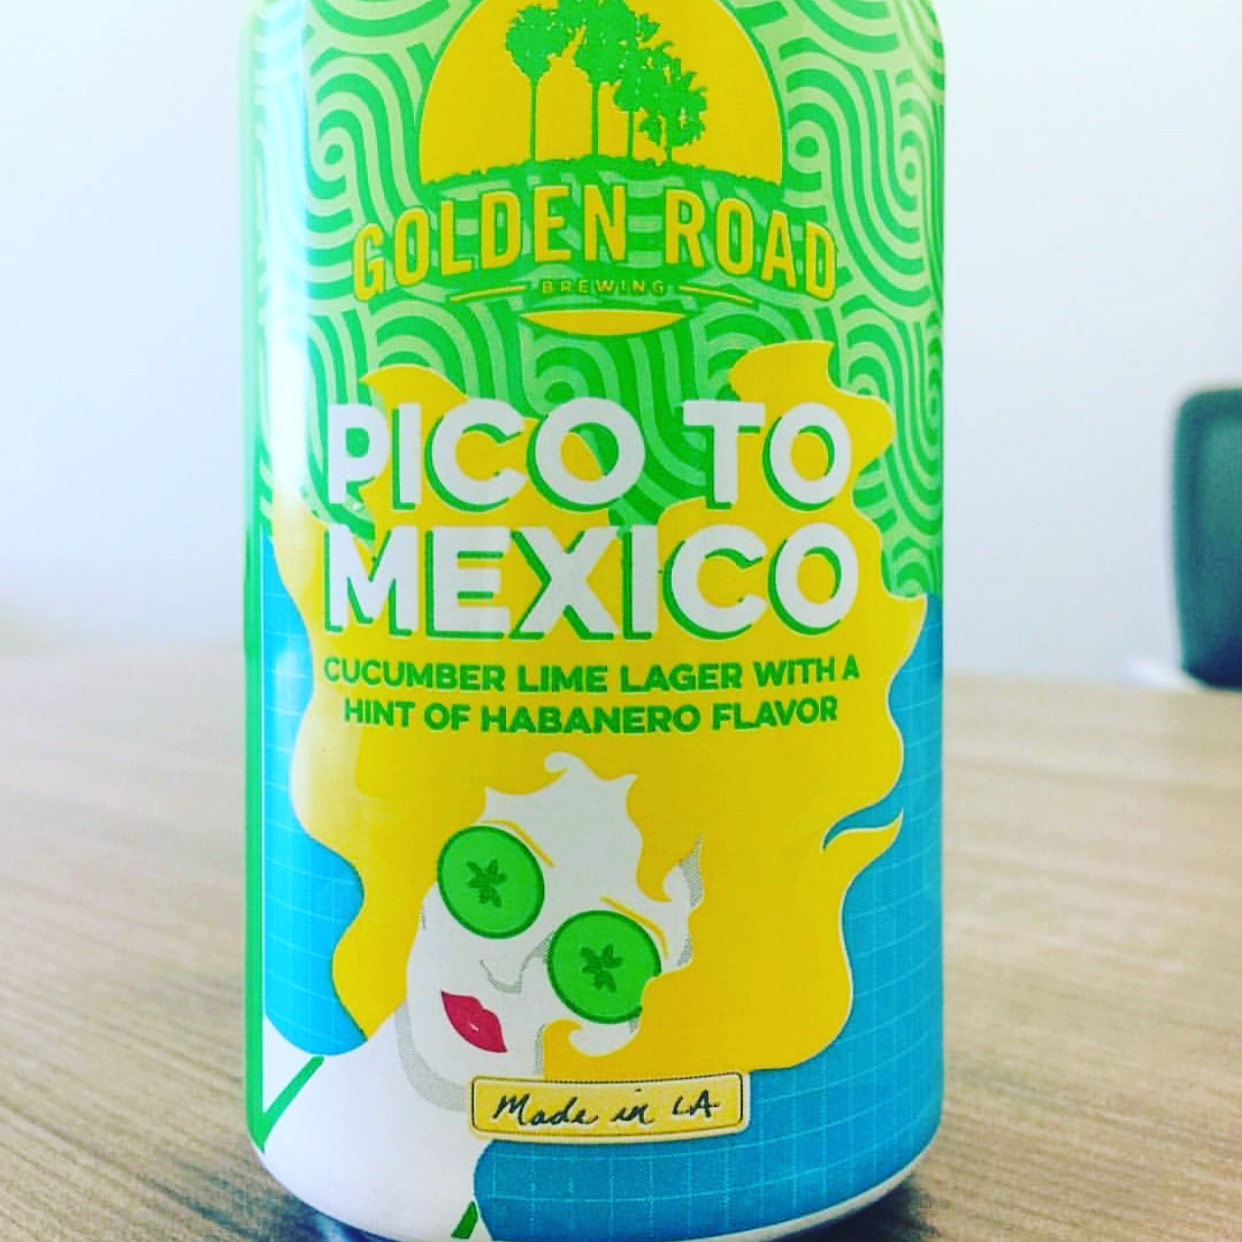 GOLDEN ROAD
BREWING
PICO TO
MEXICO
CUCUMBER LIME LAGER WITH A
HINT OF HABANERO FLAVOR
Made in LA